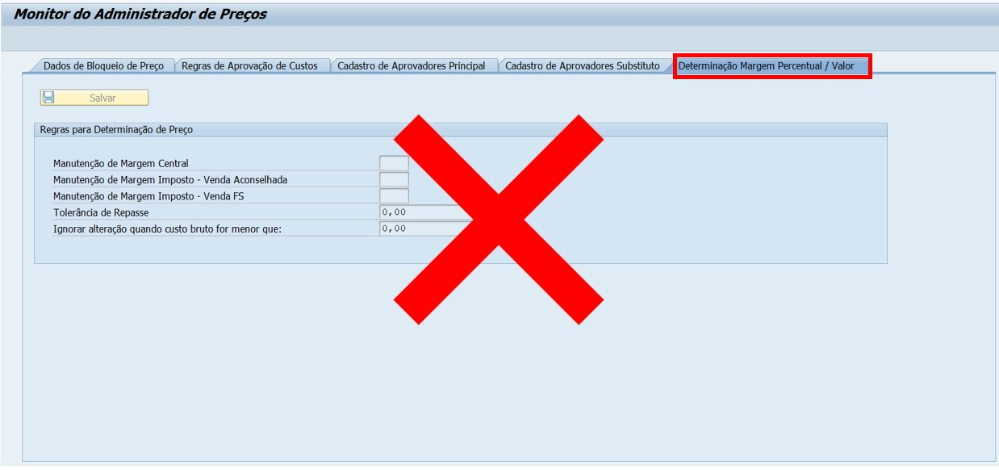 Monitor do Administrador de Preços
Dados de Bloqueio de Preço Regras de Aprovação de Custos Cadastro de Aprovadores Principal Cadastro de Aprovadores Substituto Determinação Margem Percentual / Valor
Salvar
Regras para Determinação de Preço
Manutenção de Margem Central
Manutenção de Margem Imposto - Venda Aconselhada
Manutenção de Margem Imposto - Venda FS
Tolerância de Repasse 0,00
Ignorar alteração quando custo bruto for menor que: 0,00